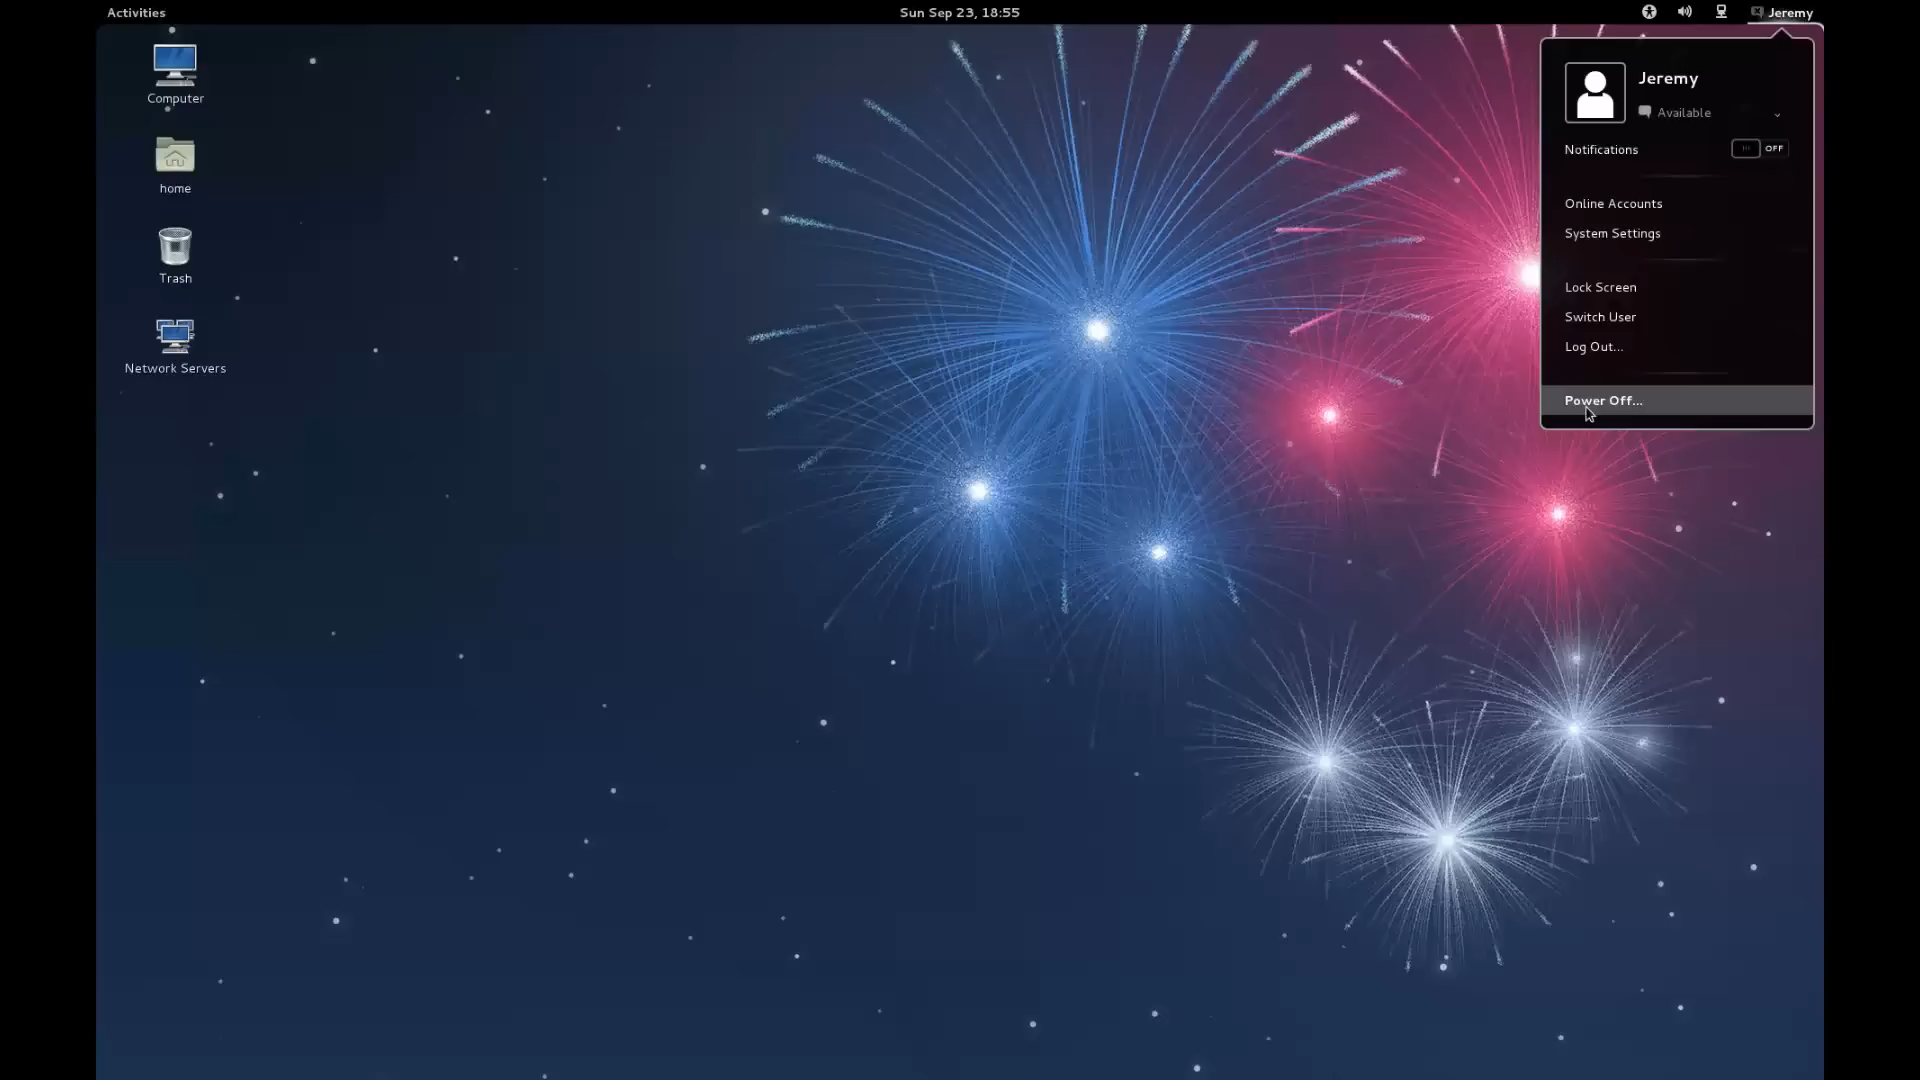 Activities
Sun Sep 23, 18:55
Jeremy
Computer
home
Trash
Network Servers
Jeremy
Available
Notifications
OFF
Online Accounts
System Settings
Lock Screen
Switch User
Log Out...
Power Off...